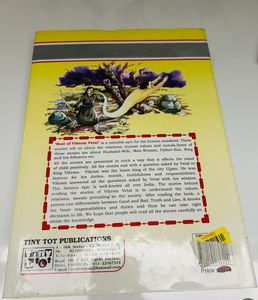 "Best of Vikram Vetal" is a valuable epic for the human mankind. These
stories tell us about the relations, human values and morals. Some of
these stories are about Husband-Wife, Man-Woman, Father-Son, King
and his followers etc.
All the stories are presented in such a way that it effects the mind
of child positively. All the stories end with a question asked by Vetal to
King Vikram. Vikram was the brave king of the city Ujjain. He was
famous for his duties, morals, truthfulness and responsibilities.
Vikram answered all the questions asked by Vetal with his wisdom.
This famous epic is well-known all over India. The motive behind
reading the stories of Vikram Vetal is to understand the values,
relations, morals prevailing in the society. After reading the book, a
person can differentiate between Good and Bad, Truth and Lies, & knows
his basic responsibilities and duties and thus he can take right
decisions in life. We hope that people will read all the stories carefully to
attain the knowledge.
TINY TOT PUBLICATIONS
tiny
tot
Price